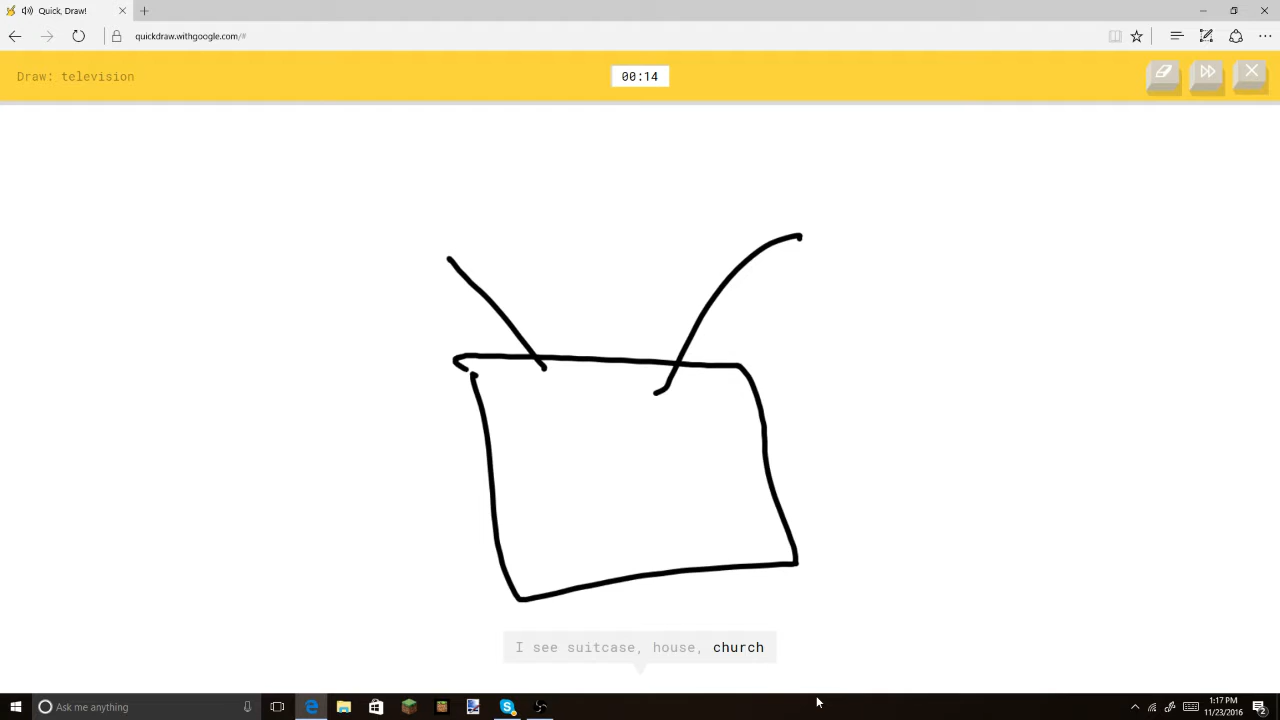 Quick, Draw!
quickdraw.withgoogle.com/#
Draw: television
00:14
I see suitcase, house, church
Ask me anything
1:17 PM
11/23/2016
2